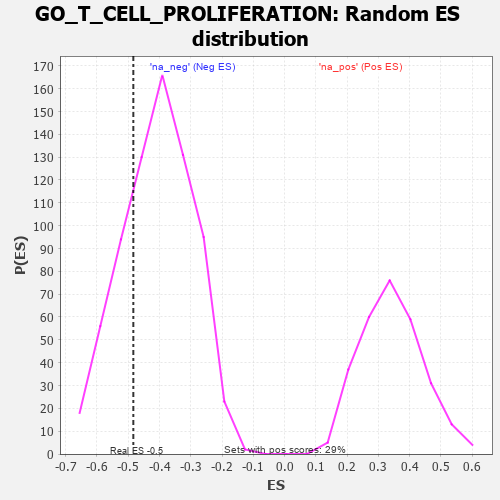 GO_T_CELL_PROLIFERATION: Random ES
distribution
'na_neg' (Neg ES)
'na_pos' (Pos ES)
170
160
150
140
130
120
110
100
90
80
70
60
50
40
30
20
10
0
P(ES)
Real ES -0.5
Sets with pos scores: 29%
-0.7 -0.6 -0.5 -0.4 -0.3 -0.2 -0.1 0.0 0.1 0.2 0.3 0.4 0.5 0.6
ES